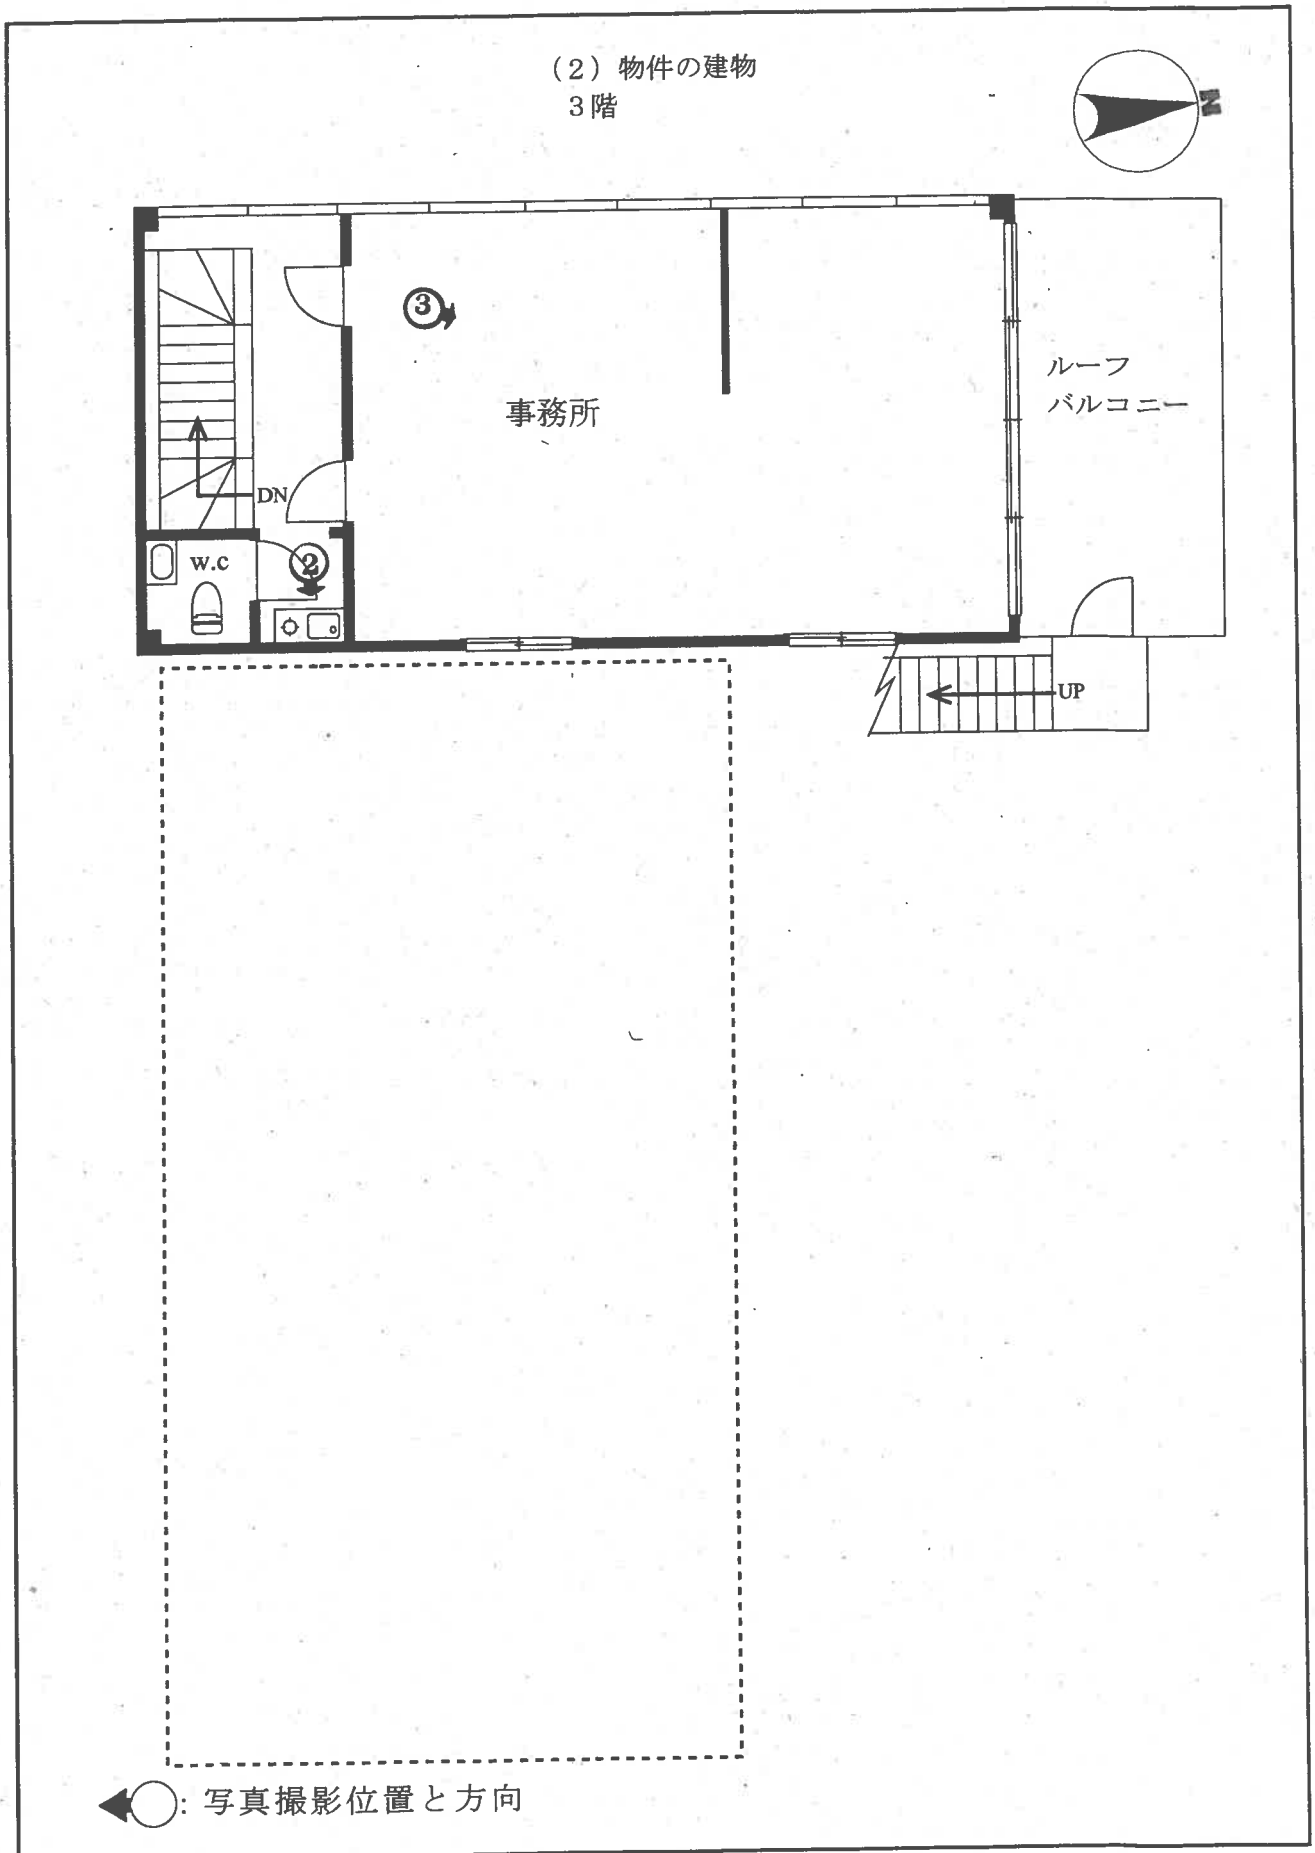 (2) 物件の建物
3階
N
③
事務所
ルーフ
バルコニー
DN
W.C
②
UP
: 写真撮影位置と方向